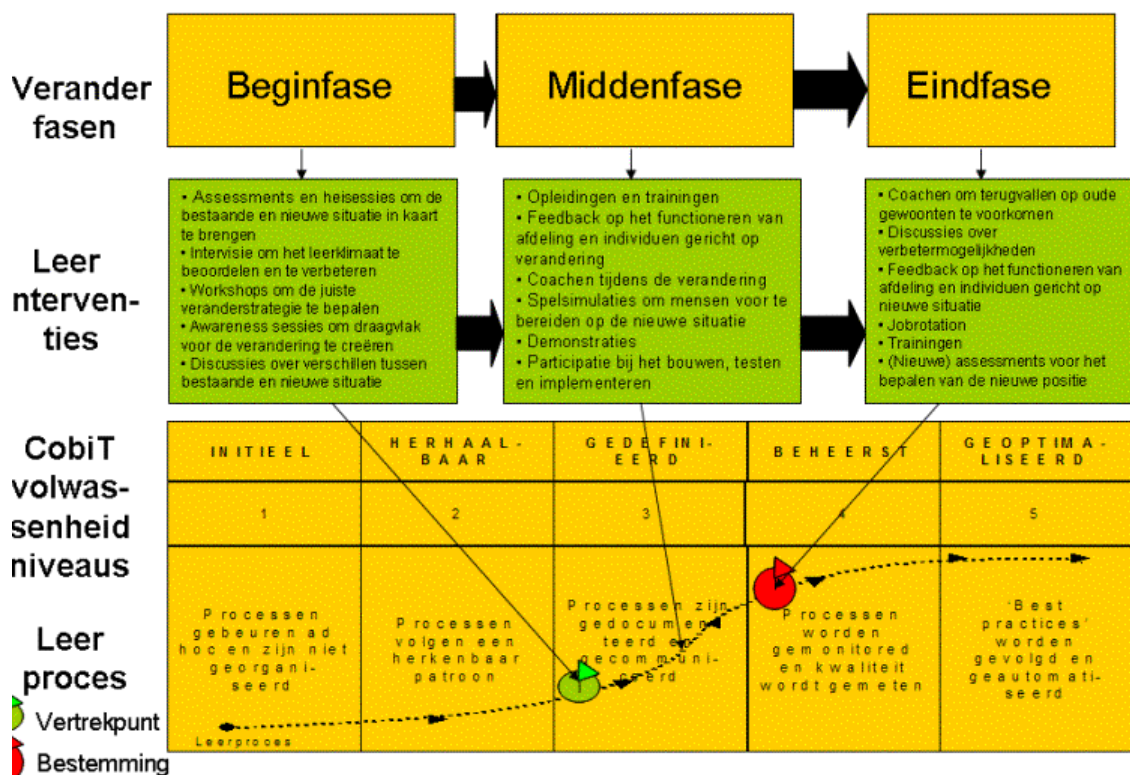 Verander
fasen
Beginfase
Middenfase
Eindfase
Leer
nterven-
ties
• Assessments en heisessies om de
bestaande en nieuwe situatie in kaart
te brengen
• Intervisie om het leerklimaat te
beoordelen en te verbeteren
• Workshops om de juiste
veranderstrategie te bepalen
• Awareness sessies om draagvlak
voor de verandering te creëren
• Discussies over verschillen tussen
bestaande en nieuwe situatie
• Opleidingen en trainingen
• Feedback op het functioneren van
afdeling en individuen gericht op
verandering
• Coachen tijdens de verandering
• Spelsimulaties om mensen voor te
bereiden op de nieuwe situatie
• Demonstraties
• Participatie bij het bouwen, testen
en implementeren
• Coachen om terugvallen op oude
gewoonten te voorkomen
• Discussies over
verbetermogelijkheden
• Feedback op het functioneren van
afdeling en individuen gericht op
nieuwe situatie
• Jobrotation
• Trainingen
• (Nieuwe) assessments voor het
bepalen van de nieuwe positie
CobiT
volwas-
senheid
niveaus
INITIEEL
HERHAAL-
BAAR
GEDEFINI-
EERD
BEHEERST
GEOPTIMA-
LISEERD
1
2
3
4
5
Leer
proces
Processen
gebeuren ad
hoc en zijn niet
georgani-
seerd
Processen
volgen een
herkenbaar
patroon
Processen zijn
gedocumen
teerd en
gecommuni-
ceerd
Processen
worden
gemonitored
en kwaliteit
wordt gemeten
'Best
practices'
worden
gevolgd en
geautomati-
seerd
Leerproces
Vertrekpunt
Bestemming